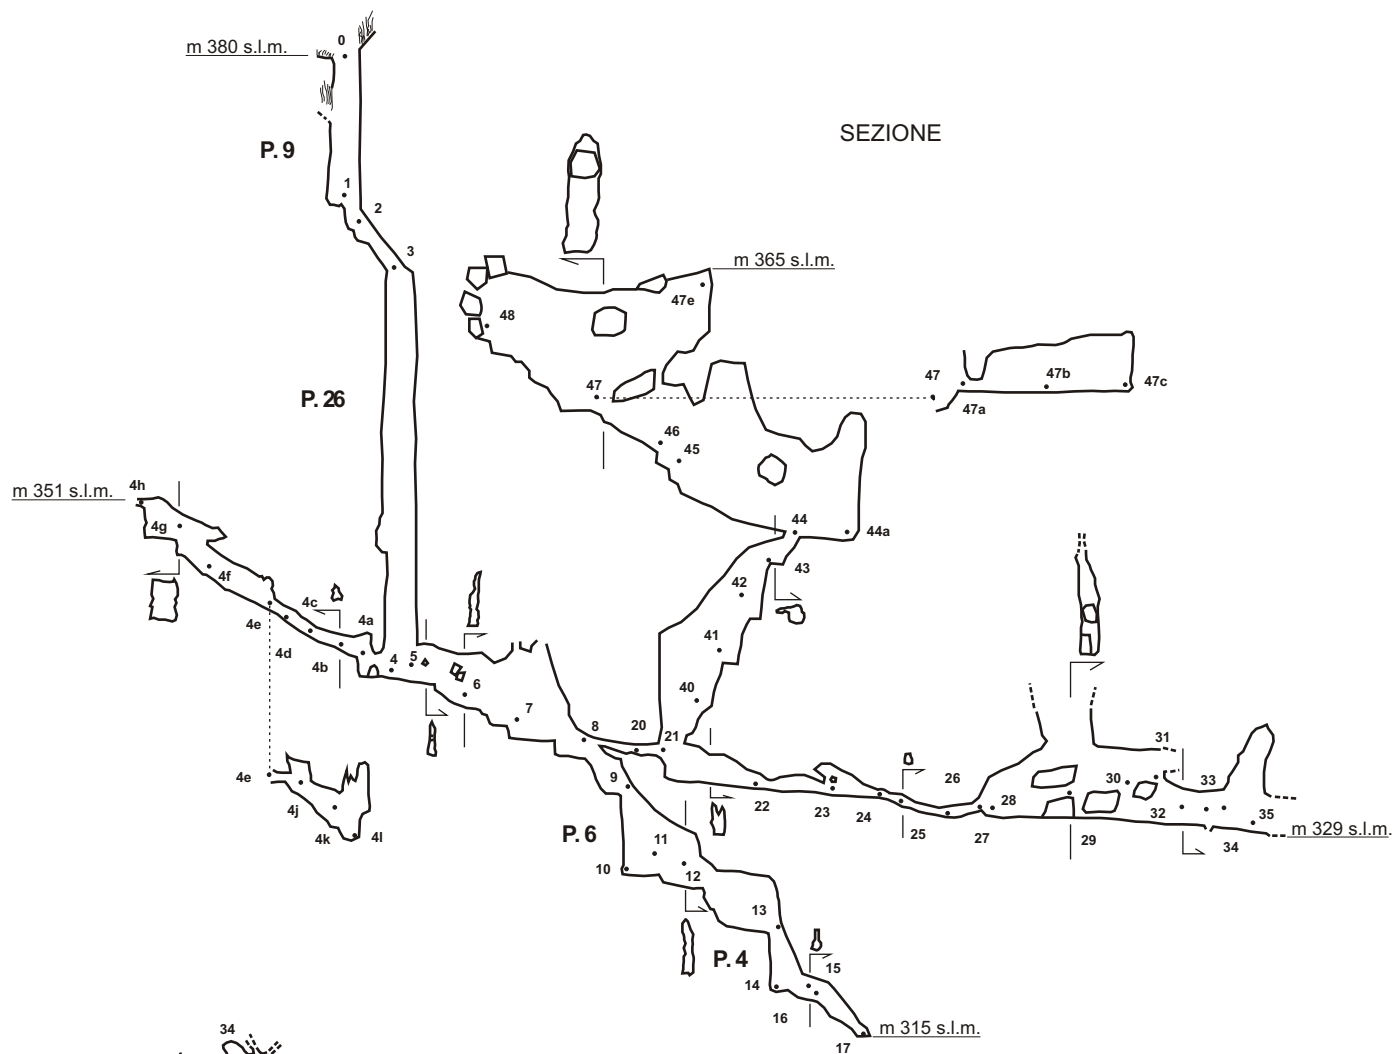 0
m 380 s.l.m.
SEZIONE
P. 9
1
2
3
m 365 s.l.m.
47e
48
47
47b
47c
47
47a
P. 26
46
45
4h
m 351 s.l.m.
4g
44
44a
43
4f
42
4c
4a
4e
4d
4b
4
5
41
6
40
7
8
20
21
31
4e
9
26
30
33
4j
22
23
28
4k
4l
24
25
27
29
32
35
34
m 329 s.l.m.
P. 6
11
10
12
13
P. 4
15
14
16
17
m 315 s.l.m.
34